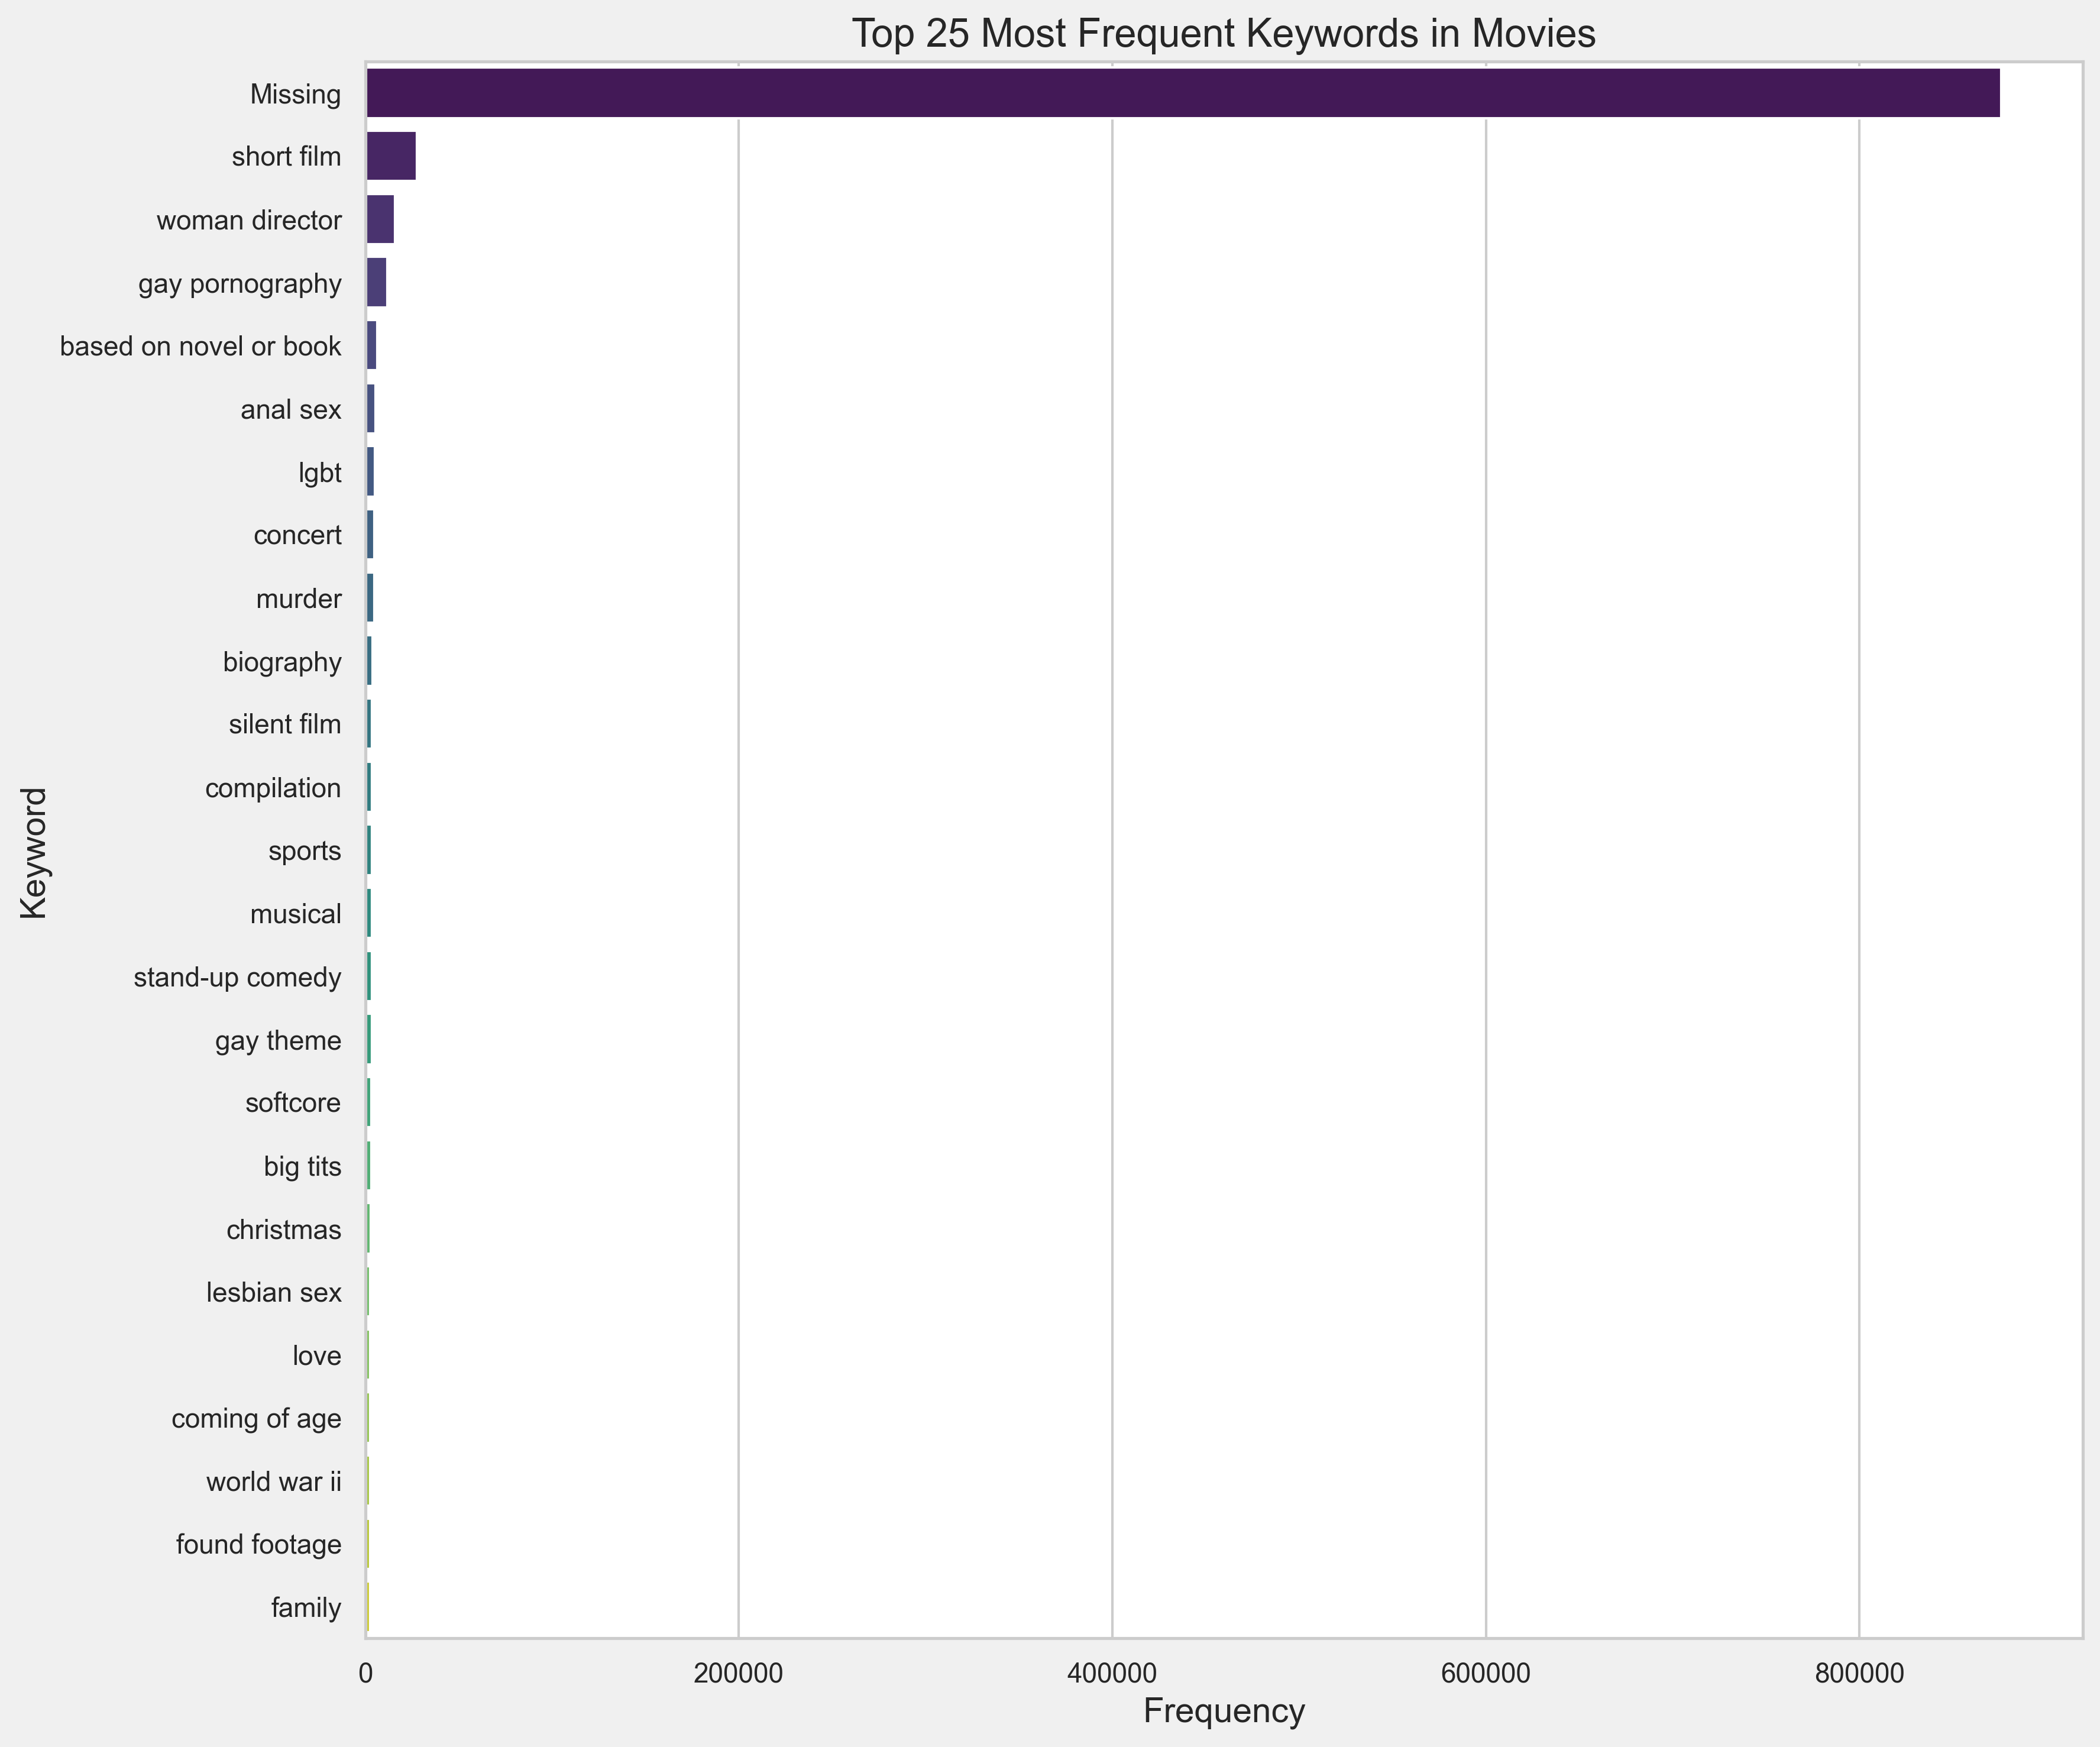 Top 25 Most Frequent Keywords in Movies
Missing
short film
woman director
gay pornography
based on novel or book
anal sex
lgbt
concert
murder
biography
silent film
compilation
sports
musical
stand-up comedy
gay theme
softcore
big tits
christmas
lesbian sex
love
coming of age
world war ii
found footage
family
Keyword
0 200000 400000 600000 800000
Frequency